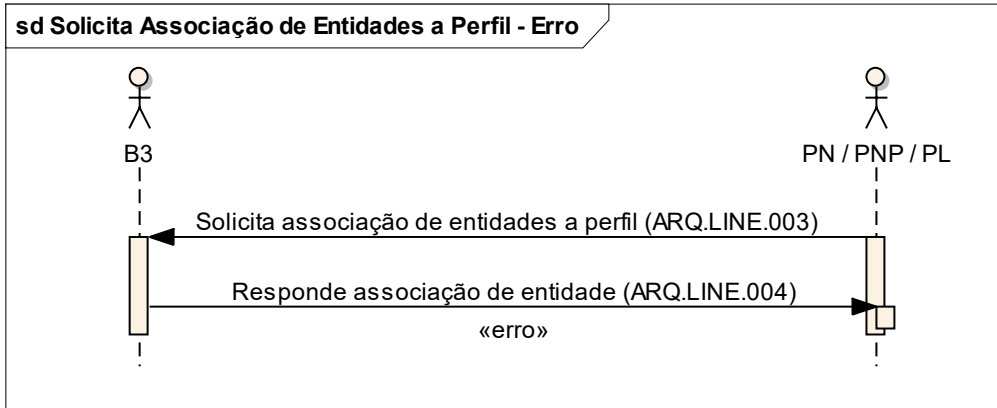 sd Solicita Associação de Entidades a Perfil - Erro
B3
PN / PNP / PL
Solicita associação de entidades a perfil (ARQ.LINE.003)
Responde associação de entidade (ARQ.LINE.004)
«erro»